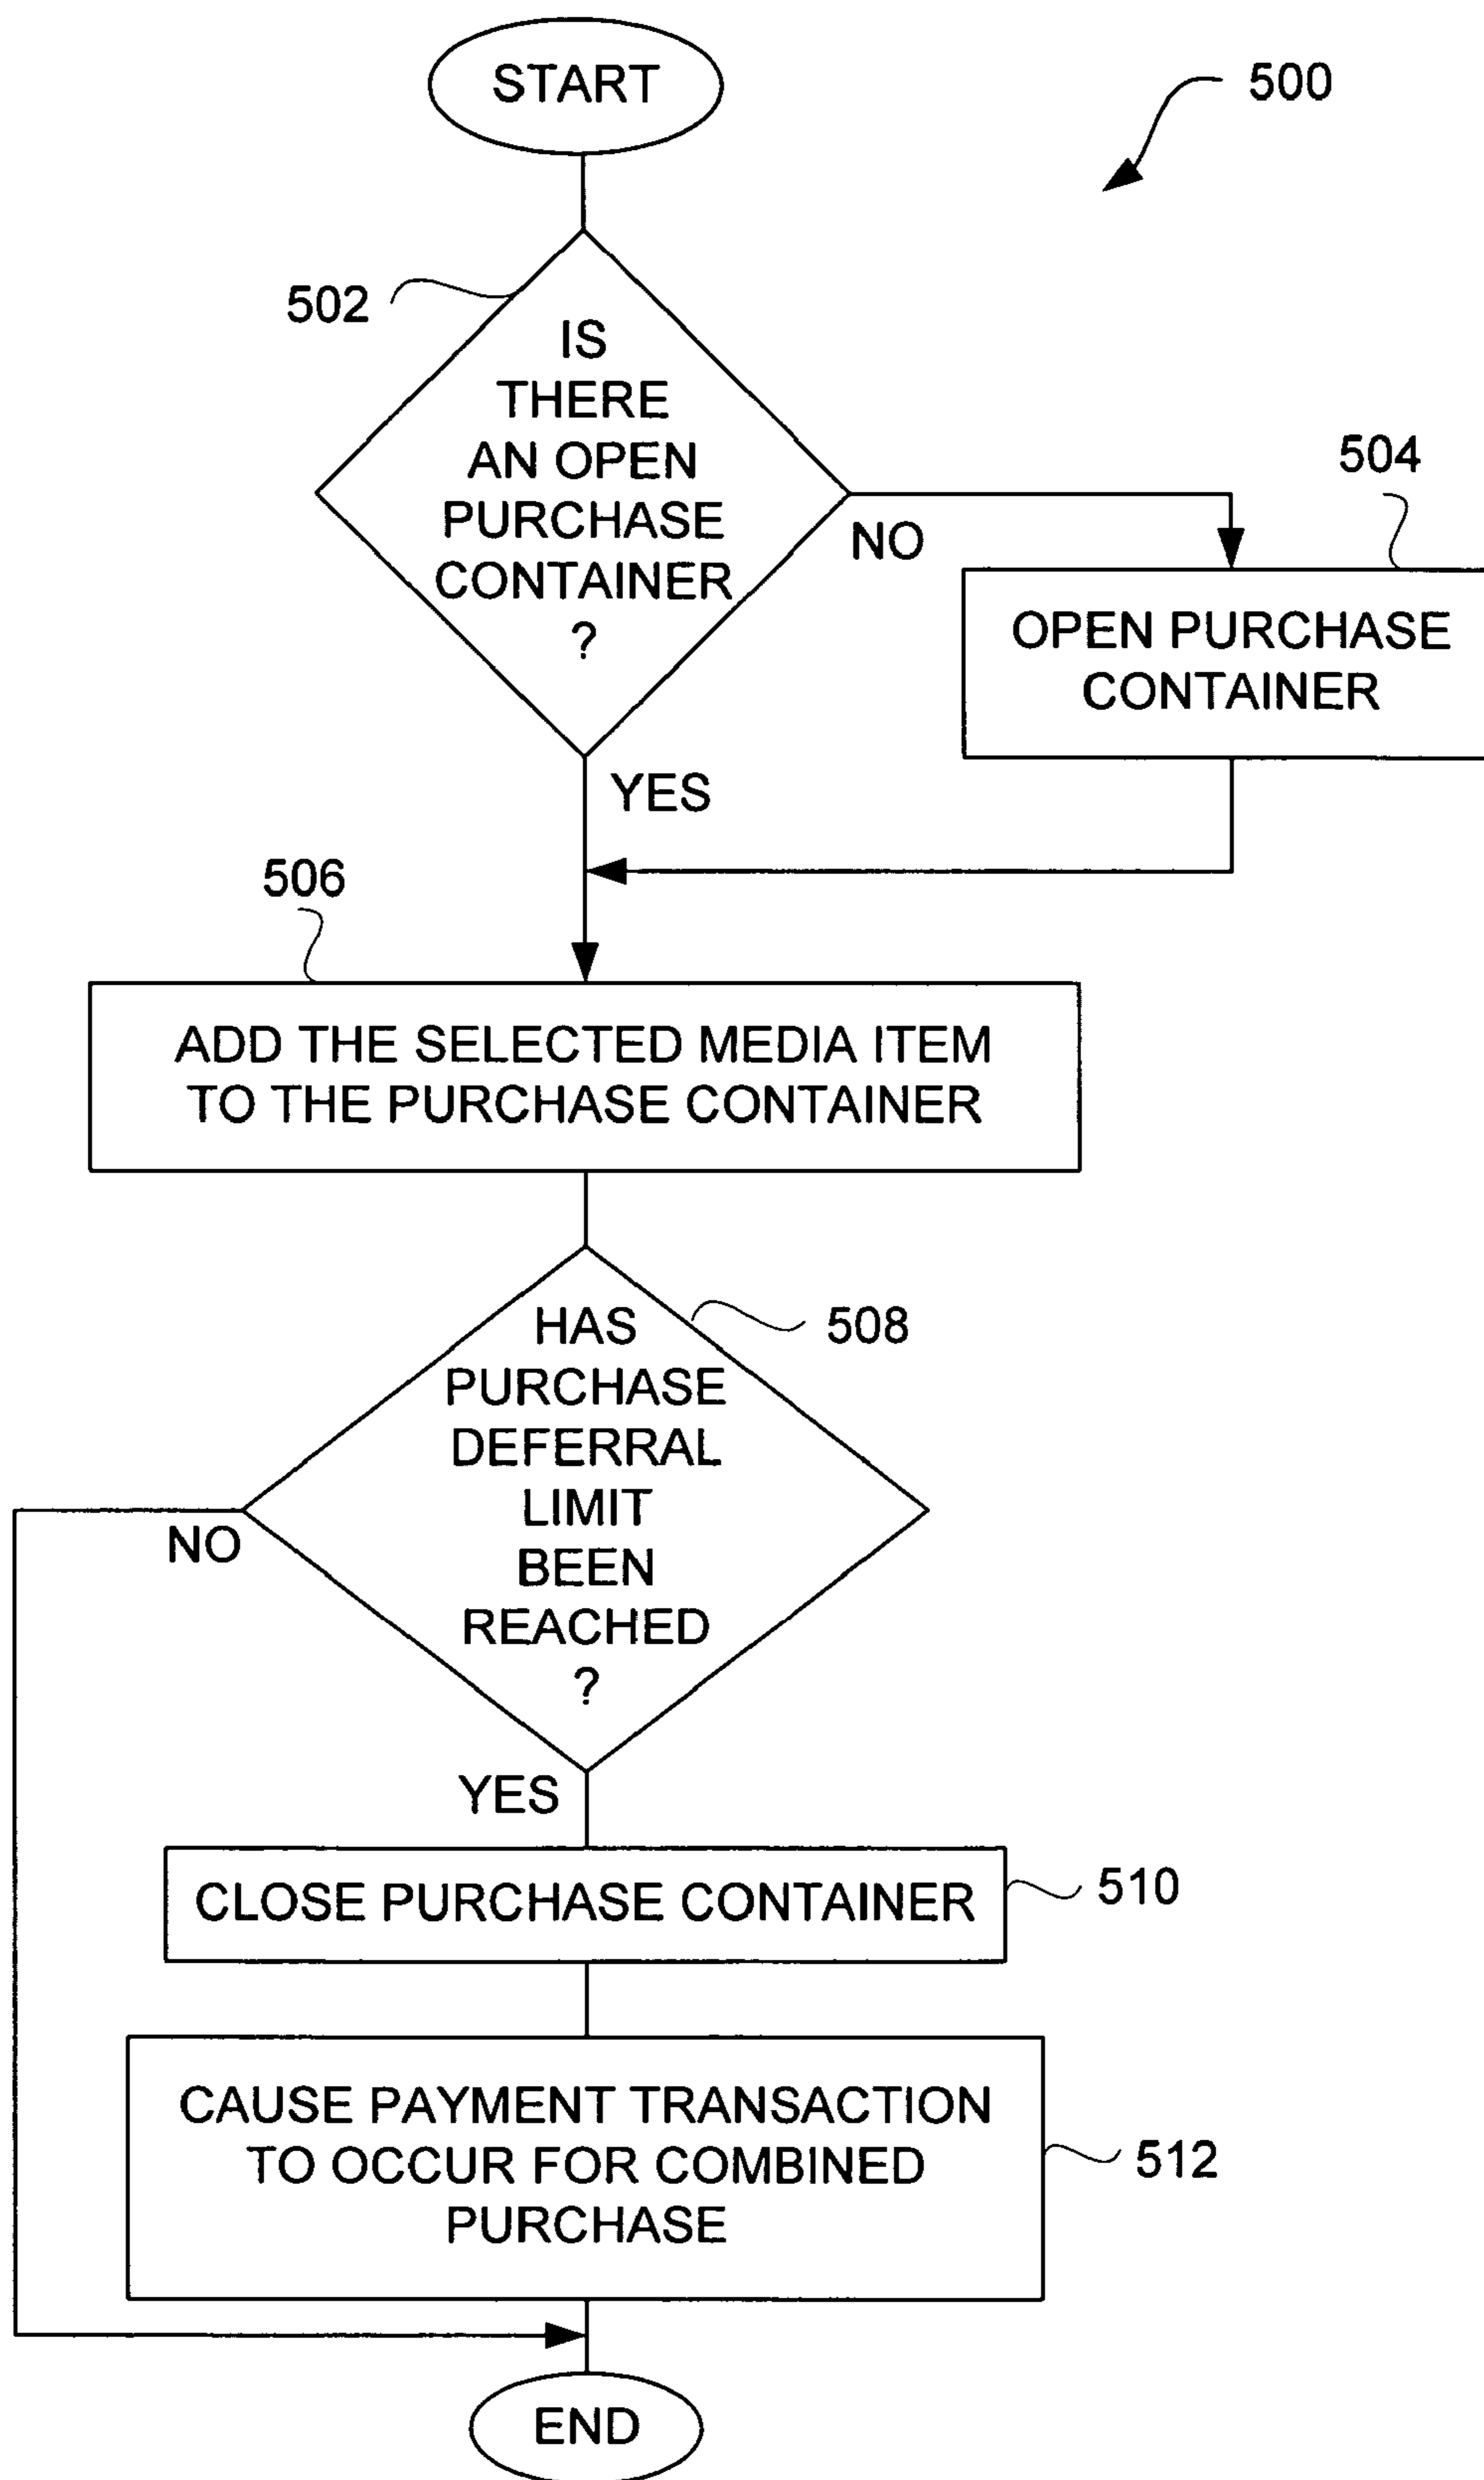 START
500
502
IS
THERE
AN OPEN
PURCHASE
CONTAINER
?
NO
504
OPEN PURCHASE
CONTAINER
YES
506
ADD THE SELECTED MEDIA ITEM
TO THE PURCHASE CONTAINER
508
HAS
PURCHASE
DEFERRAL
LIMIT
BEEN
REACHED
?
NO
YES
CLOSE PURCHASE CONTAINER
510
CAUSE PAYMENT TRANSACTION
TO OCCUR FOR COMBINED
PURCHASE
512
END